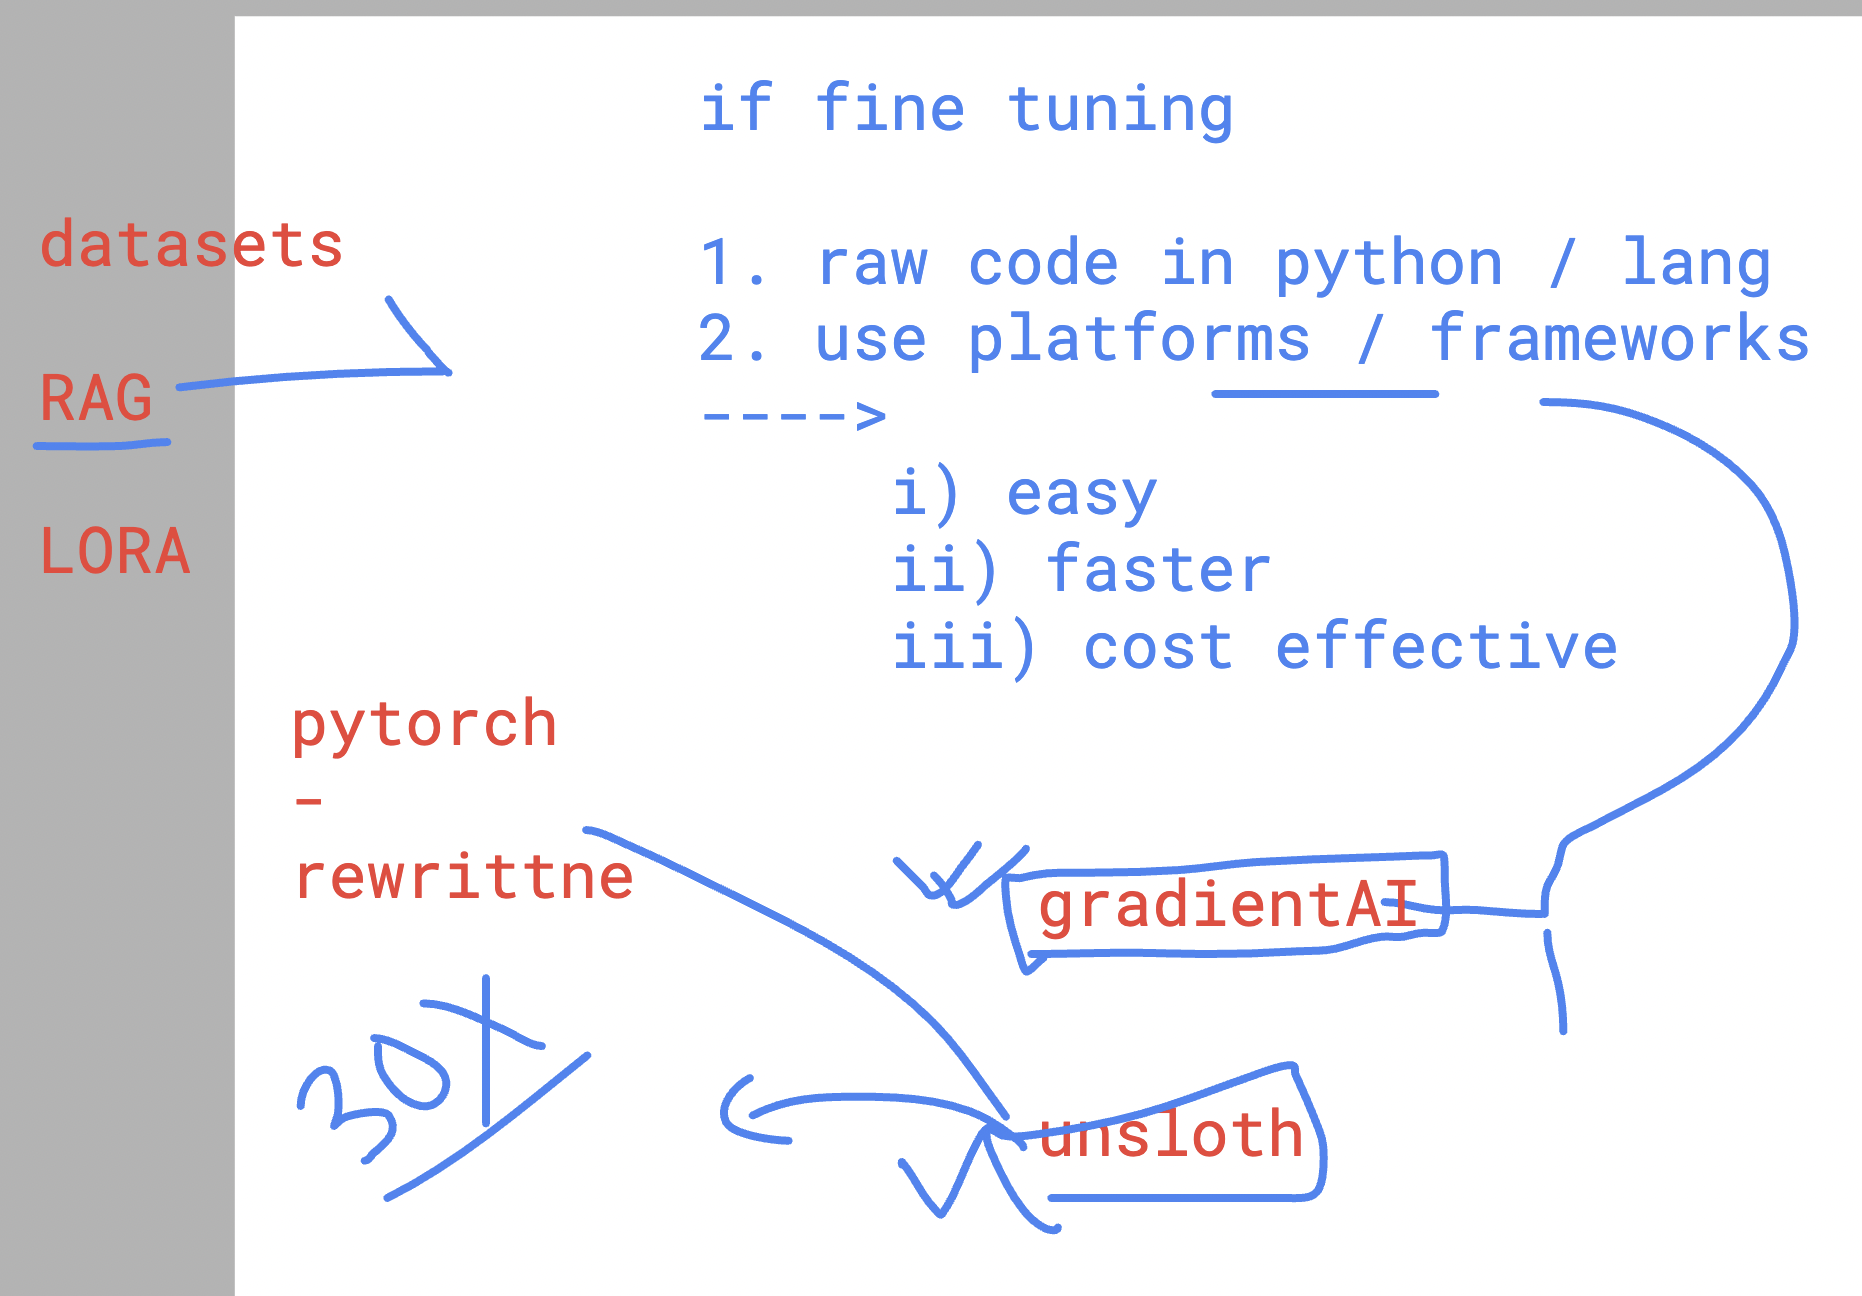 if fine tuning
datasets
1. raw code in python / lang
2. use platforms / frameworks
RAG
---->
i) easy
LORA
ii) faster
iii) cost effective
pytorch
-
rewrittne
gradientAI
30x
unsloth